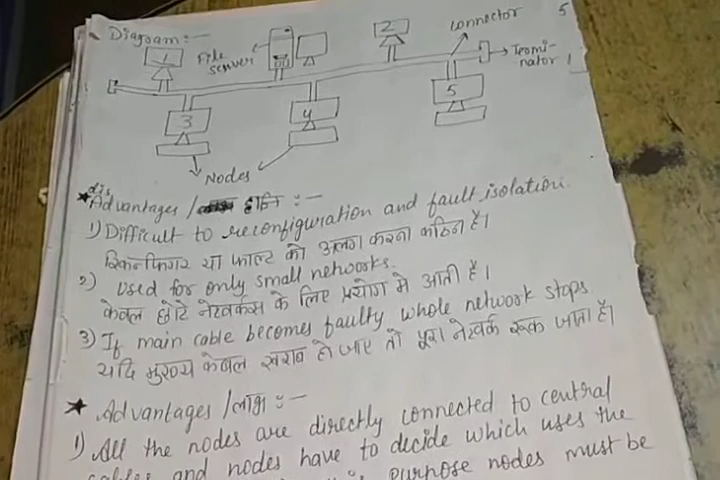 5
Diagram:-
1
File
server
2
connector
Termi-
nator
3
4
5
Nodes
dis
* Advantages / हानि :-
1) Difficult to reconfiguration and fault isolation.
रिकन्फिगर या फाल्ट को अलग करना कठिन है।
2) Used for only small networks.
केवल छोटे नेटवर्कस के लिए प्रयोग मे आती है।
3) If main cable becomes faulty whole network stops
यदि मुख्य केबल खराब हो जाए तो पूरा नेटवर्क रूक जाता है।
* Advantages / लाभ :-
1) All the nodes are directly connected to central
and nodes have to decide which uses the
purpose nodes must be